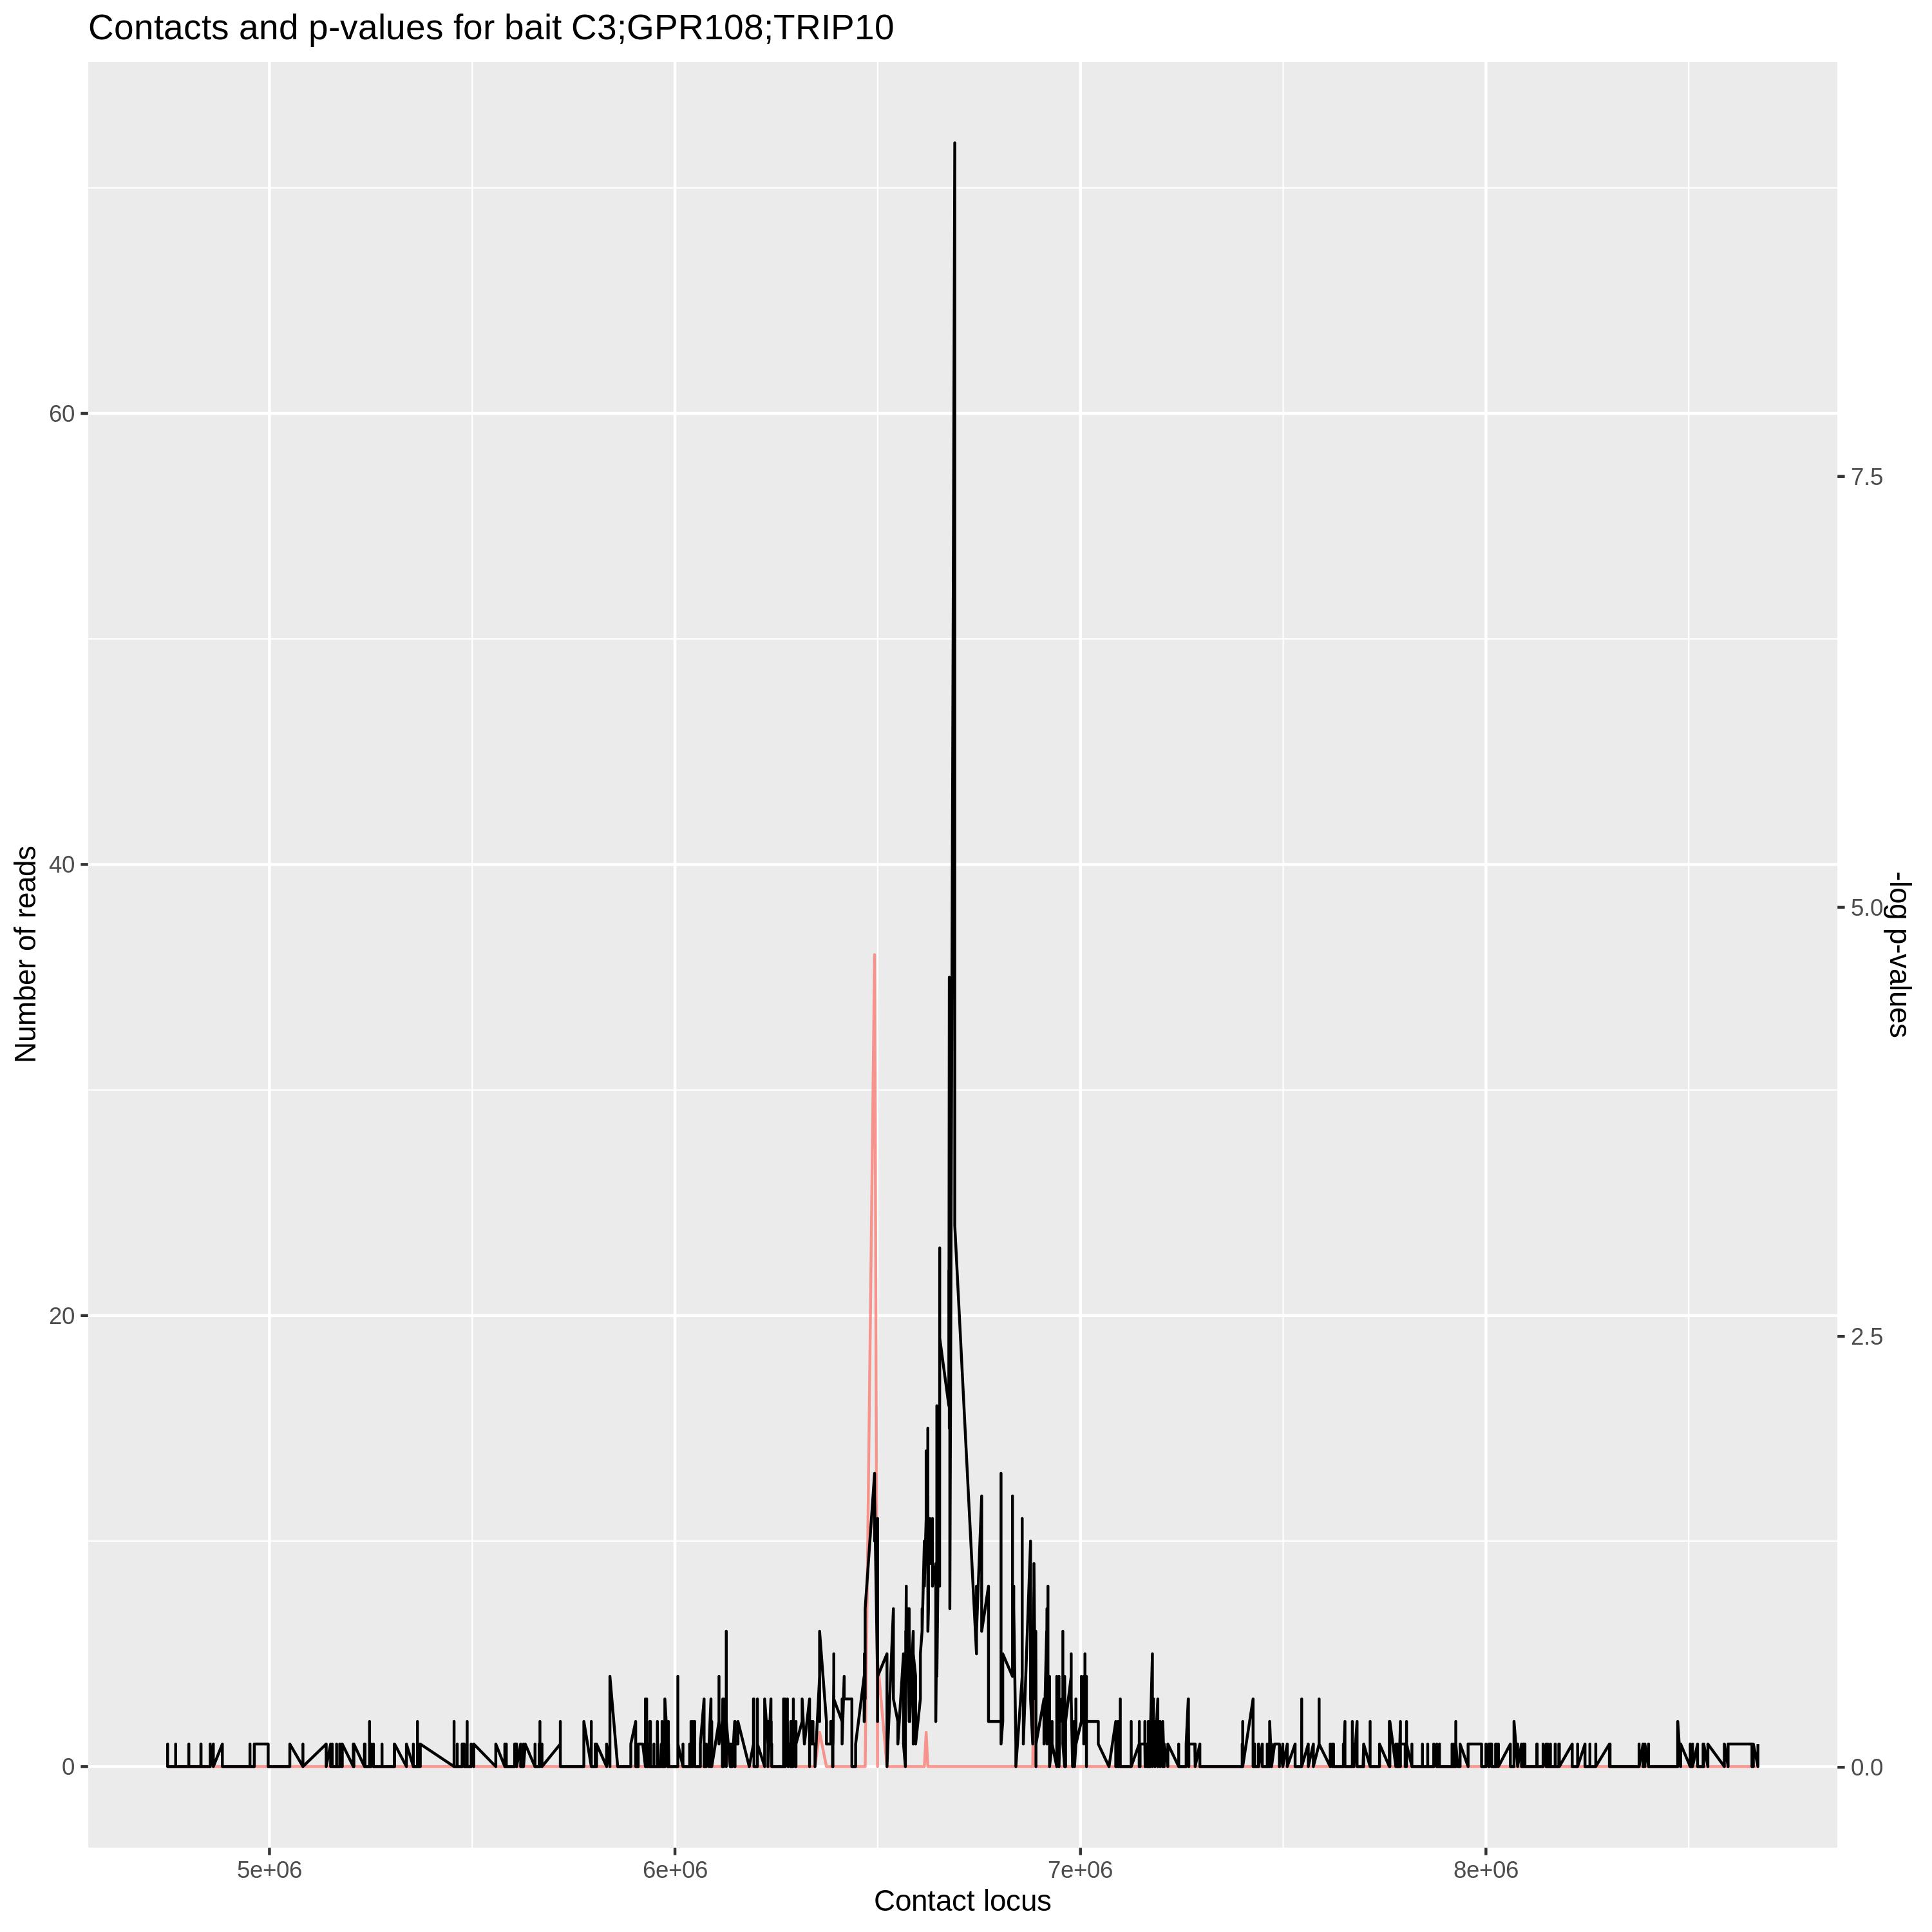 Contacts and p-values for bait C3;GPR108;TRIP10
60
40
20
0
Number of reads
7.5
5.0
2.5
0.0
-log p-values
5e+06
6e+06
7e+06
8e+06
Contact locus